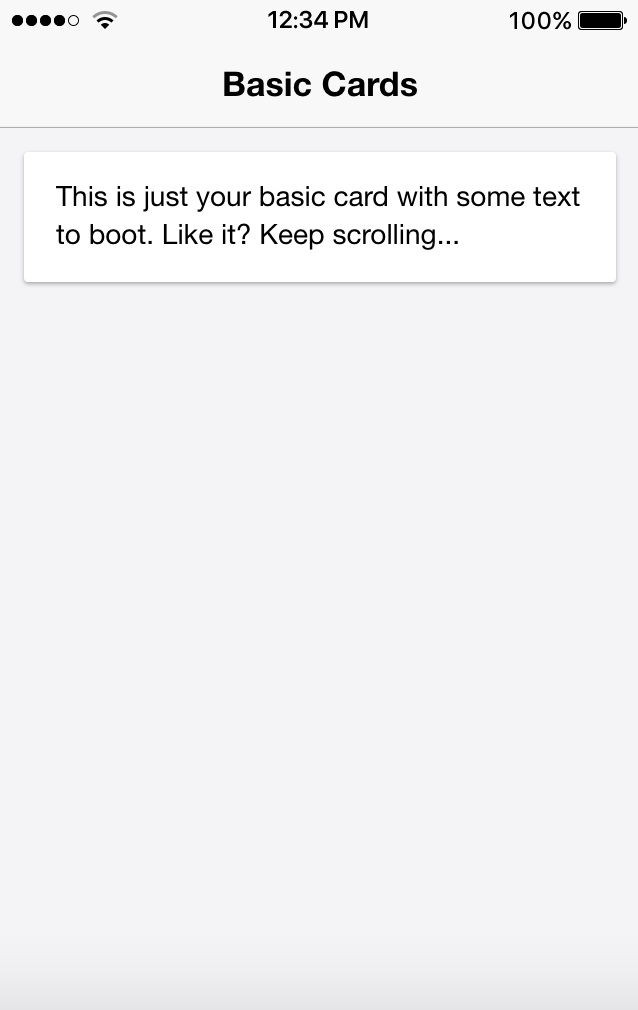 12:34 PM 100%
Basic Cards
This is just your basic card with some text
to boot. Like it? Keep scrolling...